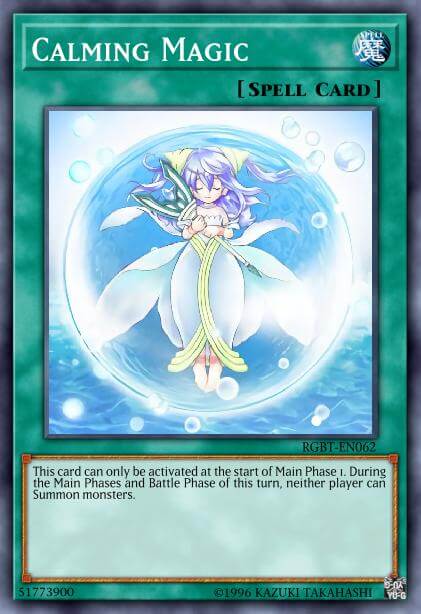 Calming Magic
SPELL
魔
[Spell Card]
RGBT-EN062
This card can only be activated at the start of Main Phase 1. During
the Main Phases and Battle Phase of this turn, neither player can
Summon monsters.
51773900
©1996 KAZUKI TAKAHASHI